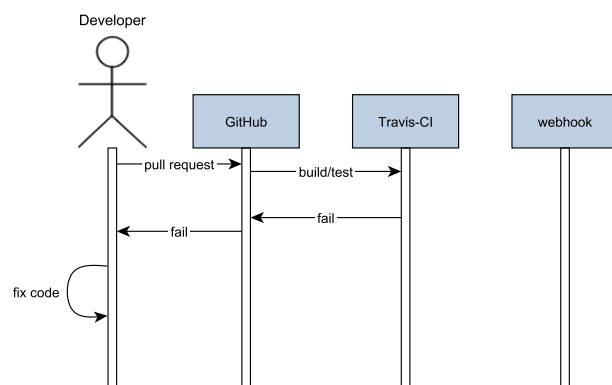 Developer
GitHub
Travis-CI
webhook
pull request
build/test
fail
fail
fix code